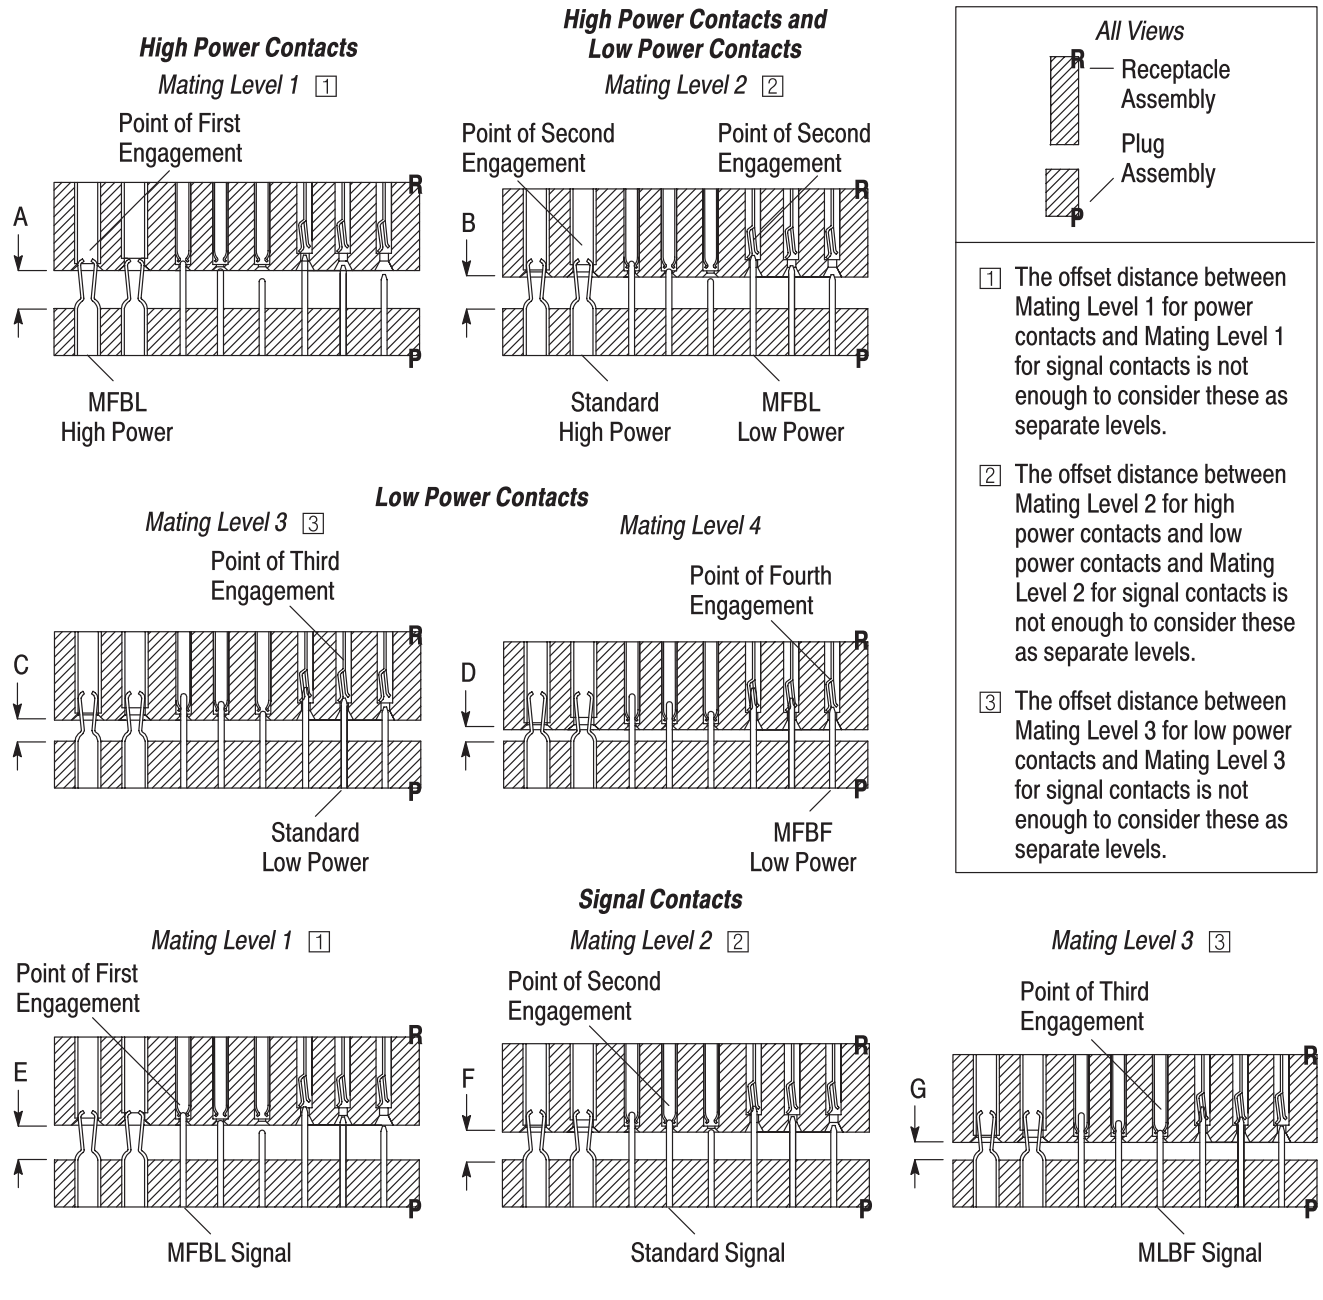 High Power Contacts
Mating Level 1 1
Point of First
Engagement
A
R
P
MFBL
High Power
High Power Contacts and
Low Power Contacts
Mating Level 2 2
Point of Second
Engagement
Point of Second
Engagement
B
R
P
Standard
High Power
MFBL
Low Power
All Views
R
Receptacle
Assembly
Plug
Assembly
P
1 The offset distance between
Mating Level 1 for power
contacts and Mating Level 1
for signal contacts is not
enough to consider these as
separate levels.
2 The offset distance between
Mating Level 2 for high
power contacts and low
power contacts and Mating
Level 2 for signal contacts is
not enough to consider these
as separate levels.
3 The offset distance between
Mating Level 3 for low power
contacts and Mating Level 3
for signal contacts is not
enough to consider these as
separate levels.
Low Power Contacts
Mating Level 3 3
Point of Third
Engagement
C
R
P
Standard
Low Power
Mating Level 4
Point of Fourth
Engagement
D
R
P
MFBF
Low Power
Signal Contacts
Mating Level 1 1
Point of First
Engagement
E
R
P
MFBL Signal
Mating Level 2 2
Point of Second
Engagement
F
R
P
Standard Signal
Mating Level 3 3
Point of Third
Engagement
G
R
P
MLBF Signal